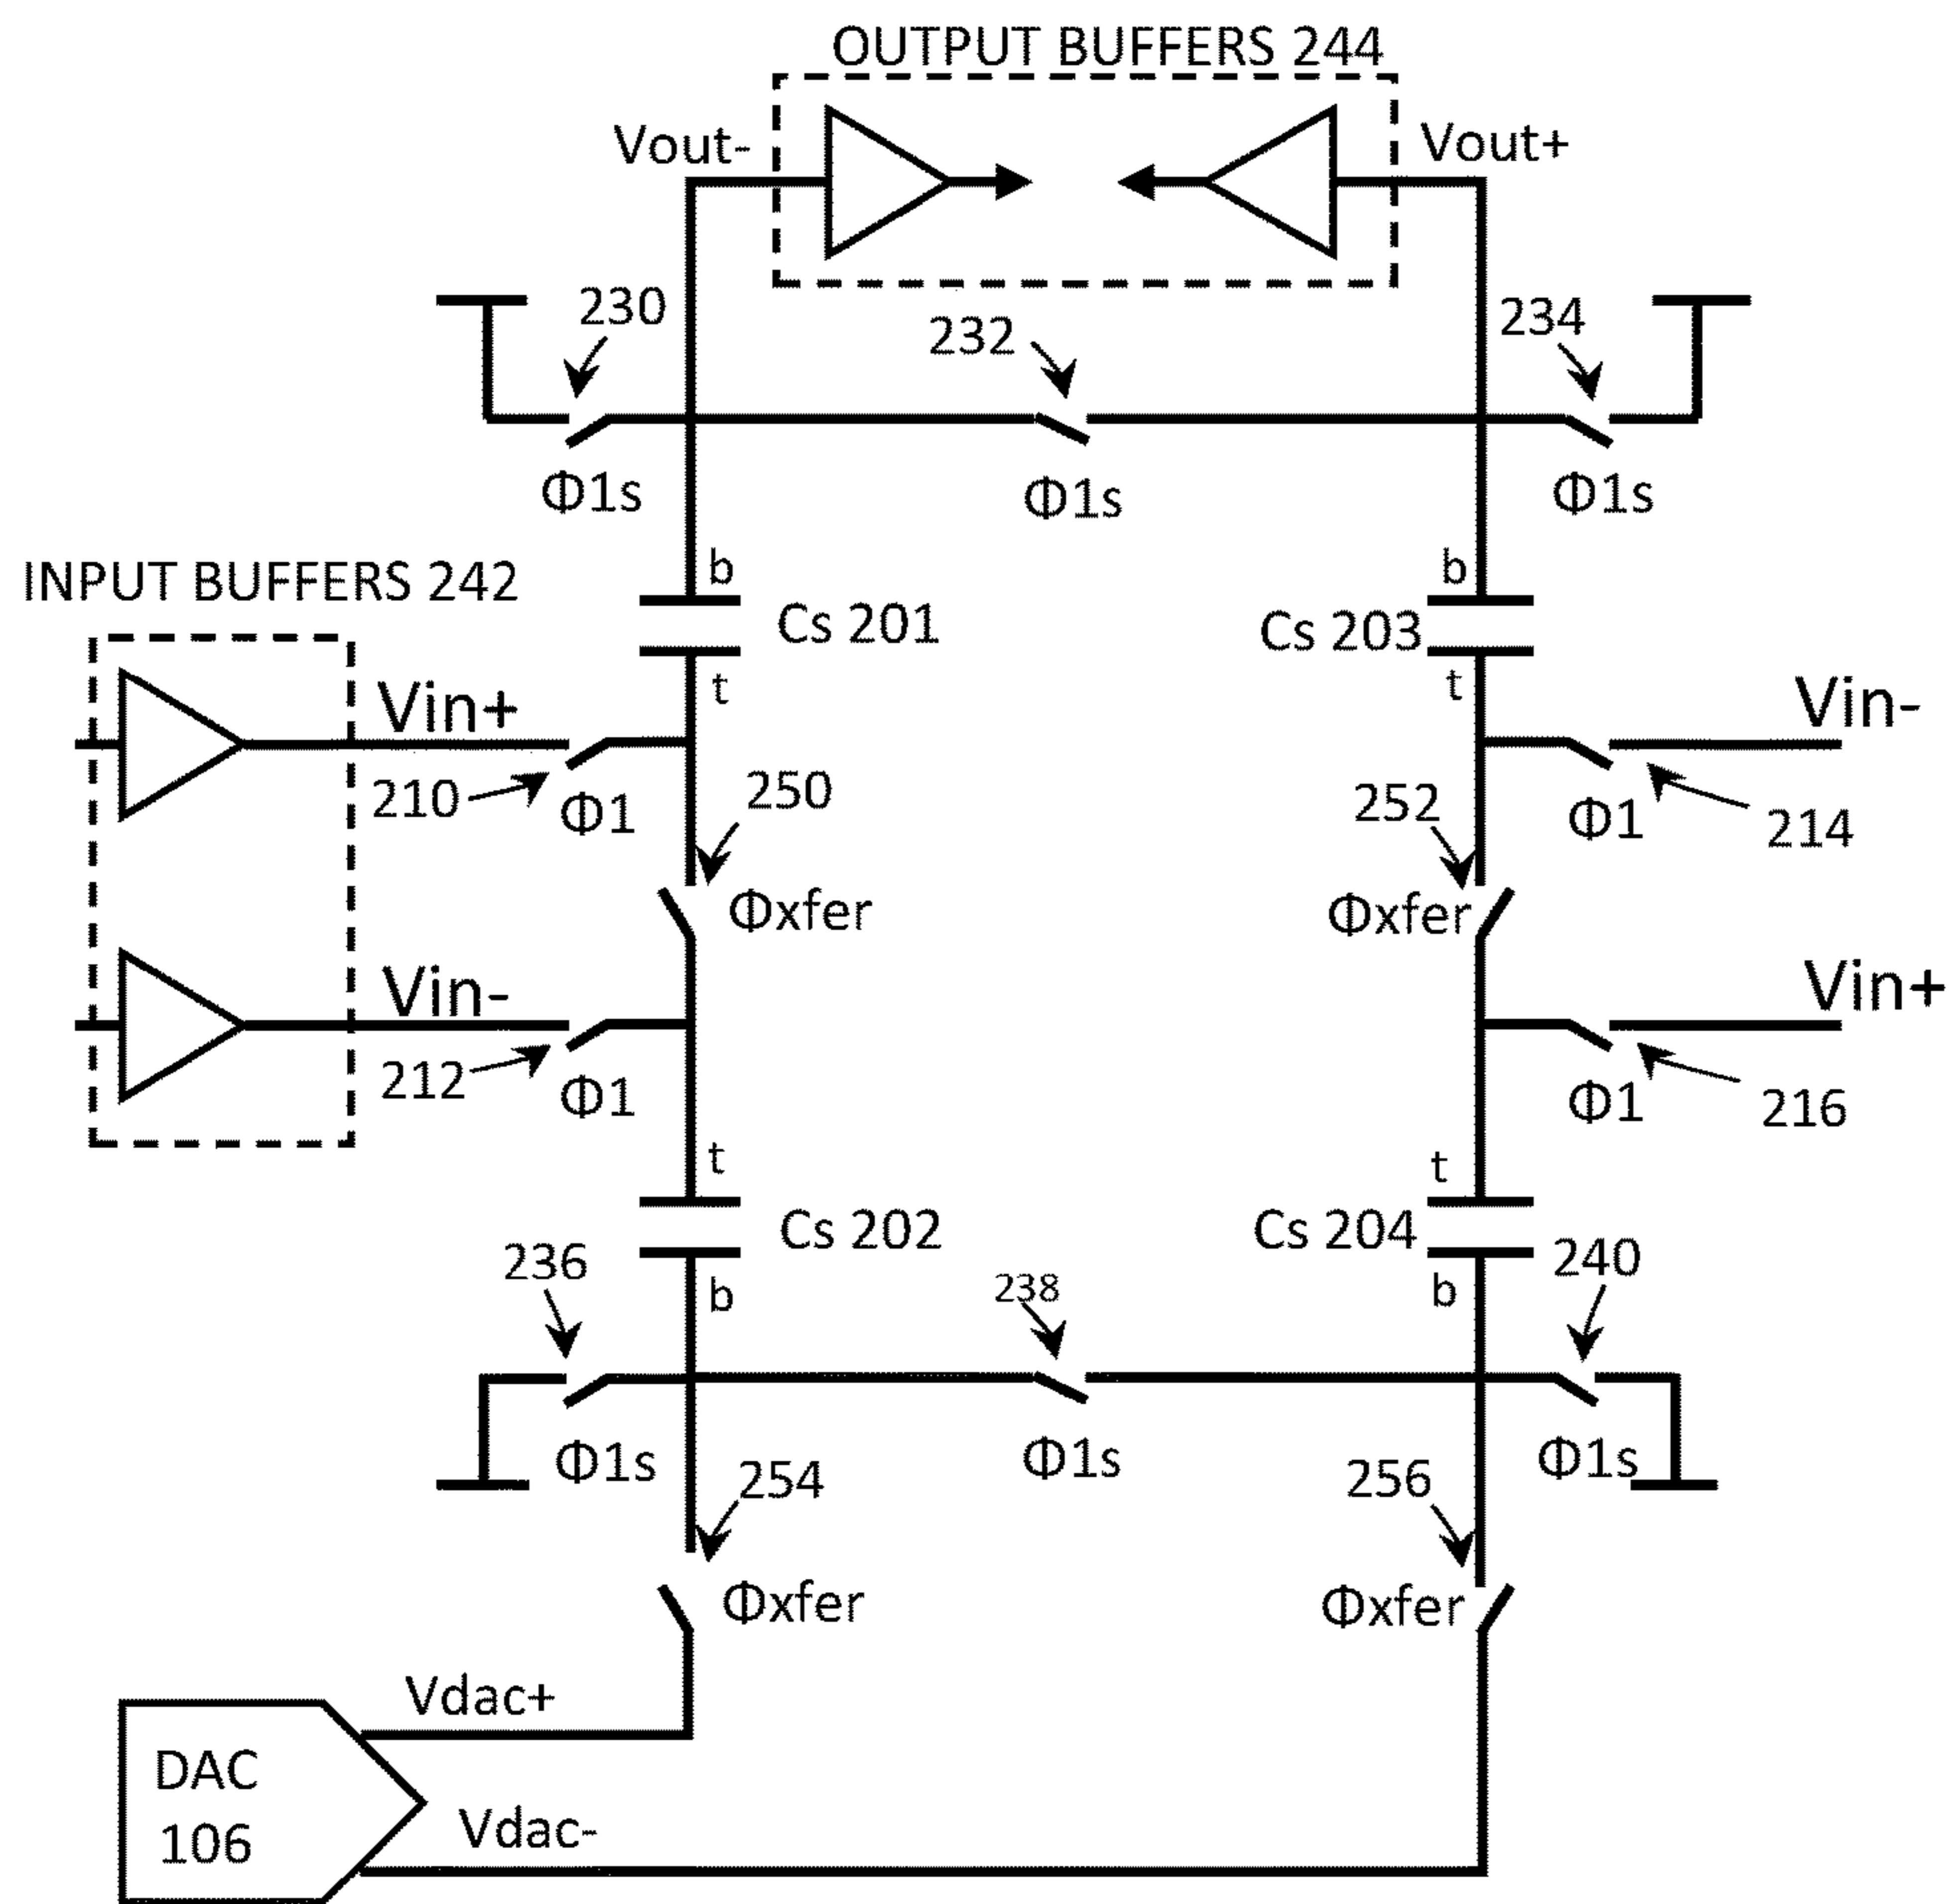 OUTPUT BUFFERS 244
Vout-
Vout+
230
232
234
Φ1s
Φ1s
Φ1s
INPUT BUFFERS 242
b
b
Cs 201
Cs 203
t
t
Vin+
Vin-
210
Φ1
250
252
Φ1
214
Φxfer
Φxfer
Vin-
Vin+
212
Φ1
Φ1
216
t
t
Cs 202
Cs 204
236
b
238
b
240
Φ1s
Φ1s
Φ1s
254
256
Φxfer
Φxfer
Vdac+
DAC
106
Vdac-